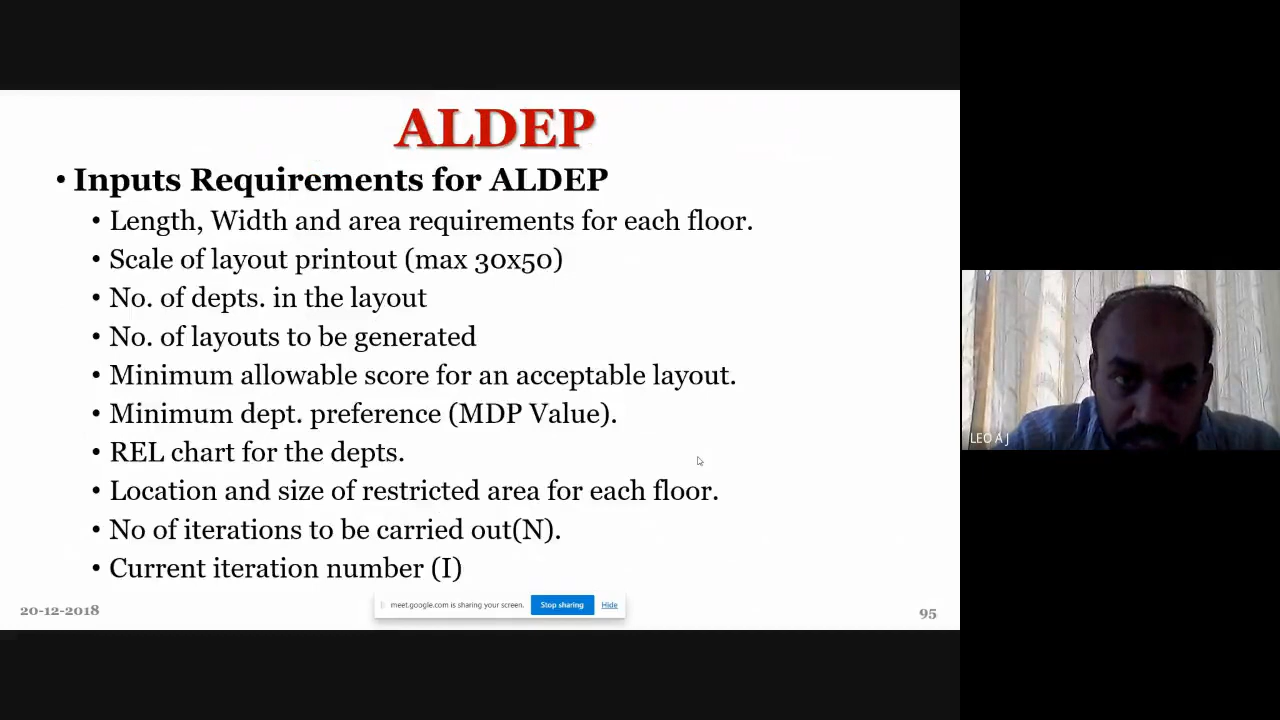 ALDEP
• Inputs Requirements for ALDEP
• Length, Width and area requirements for each floor.
• Scale of layout printout (max 30x50)
• No. of depts. in the layout
• No. of layouts to be generated
• Minimum allowable score for an acceptable layout.
• Minimum dept. preference (MDP Value).
• REL chart for the depts.
• Location and size of restricted area for each floor.
• No of iterations to be carried out(N).
• Current iteration number (I)
20-12-2018
meet.google.com is sharing your screen. Stop sharing Hide
95
LEO A J